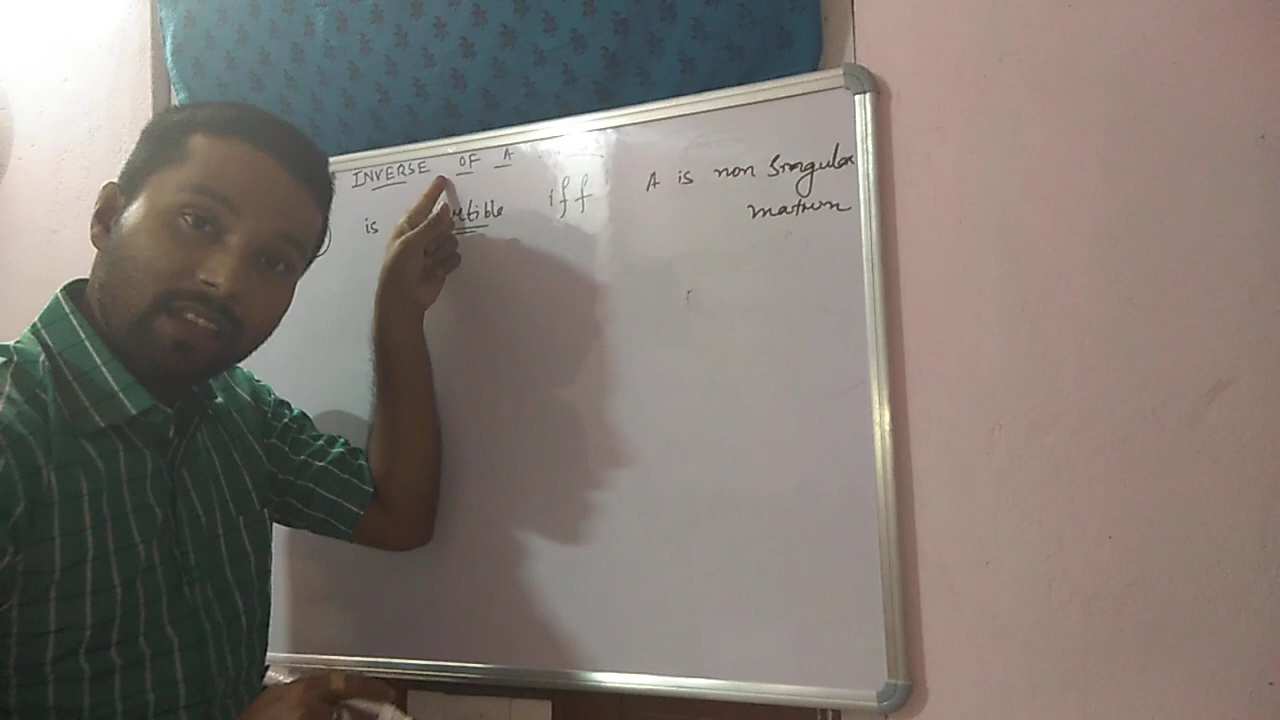 INVERSE OF A
is iff A is non Singular
matrix